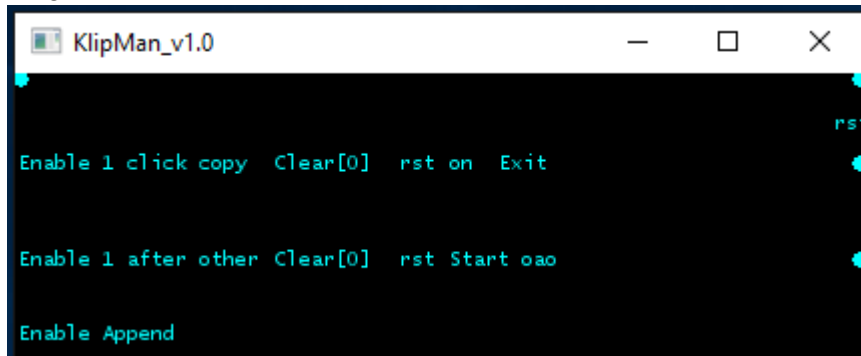 KlipMan_v1.0
rst
Enable 1 click copy Clear[0] rst on Exit
Enable 1 after other Clear[0] rst Start oao
Enable Append